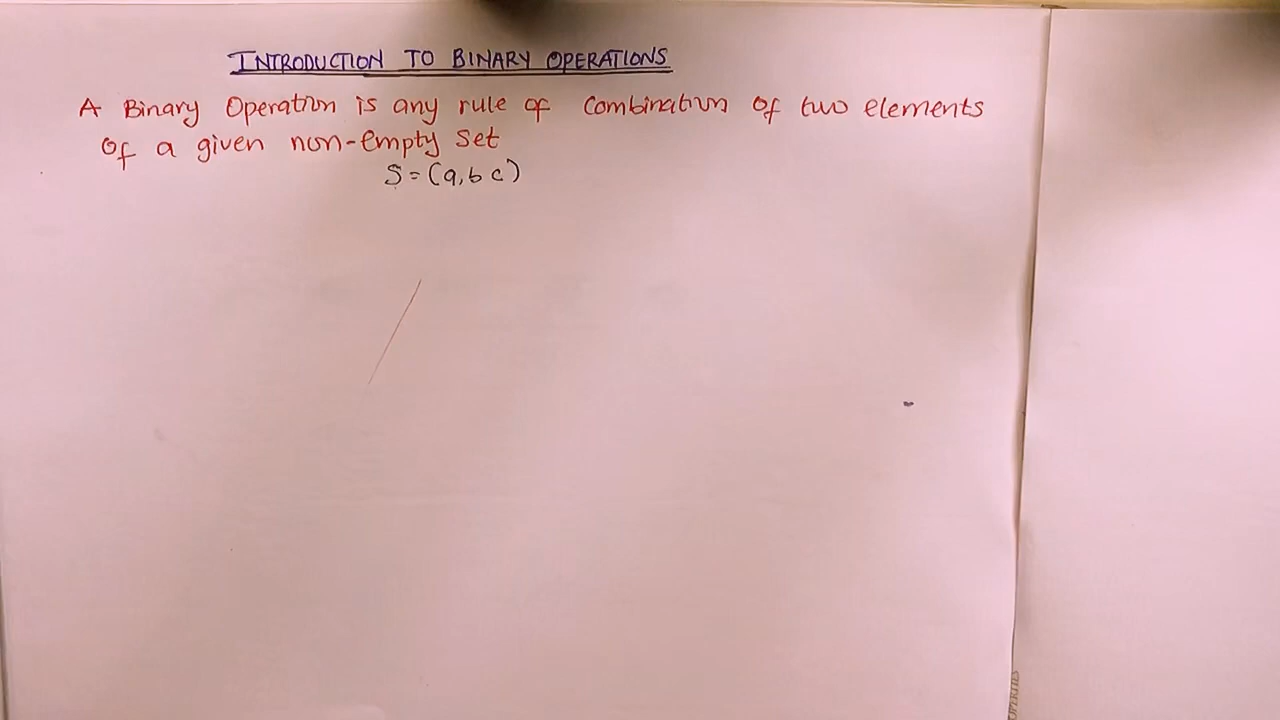 INTRODUCTION TO BINARY OPERATIONS
A Binary Operation is any rule of combination of two elements
of a given non-empty set
S=(a,b c)